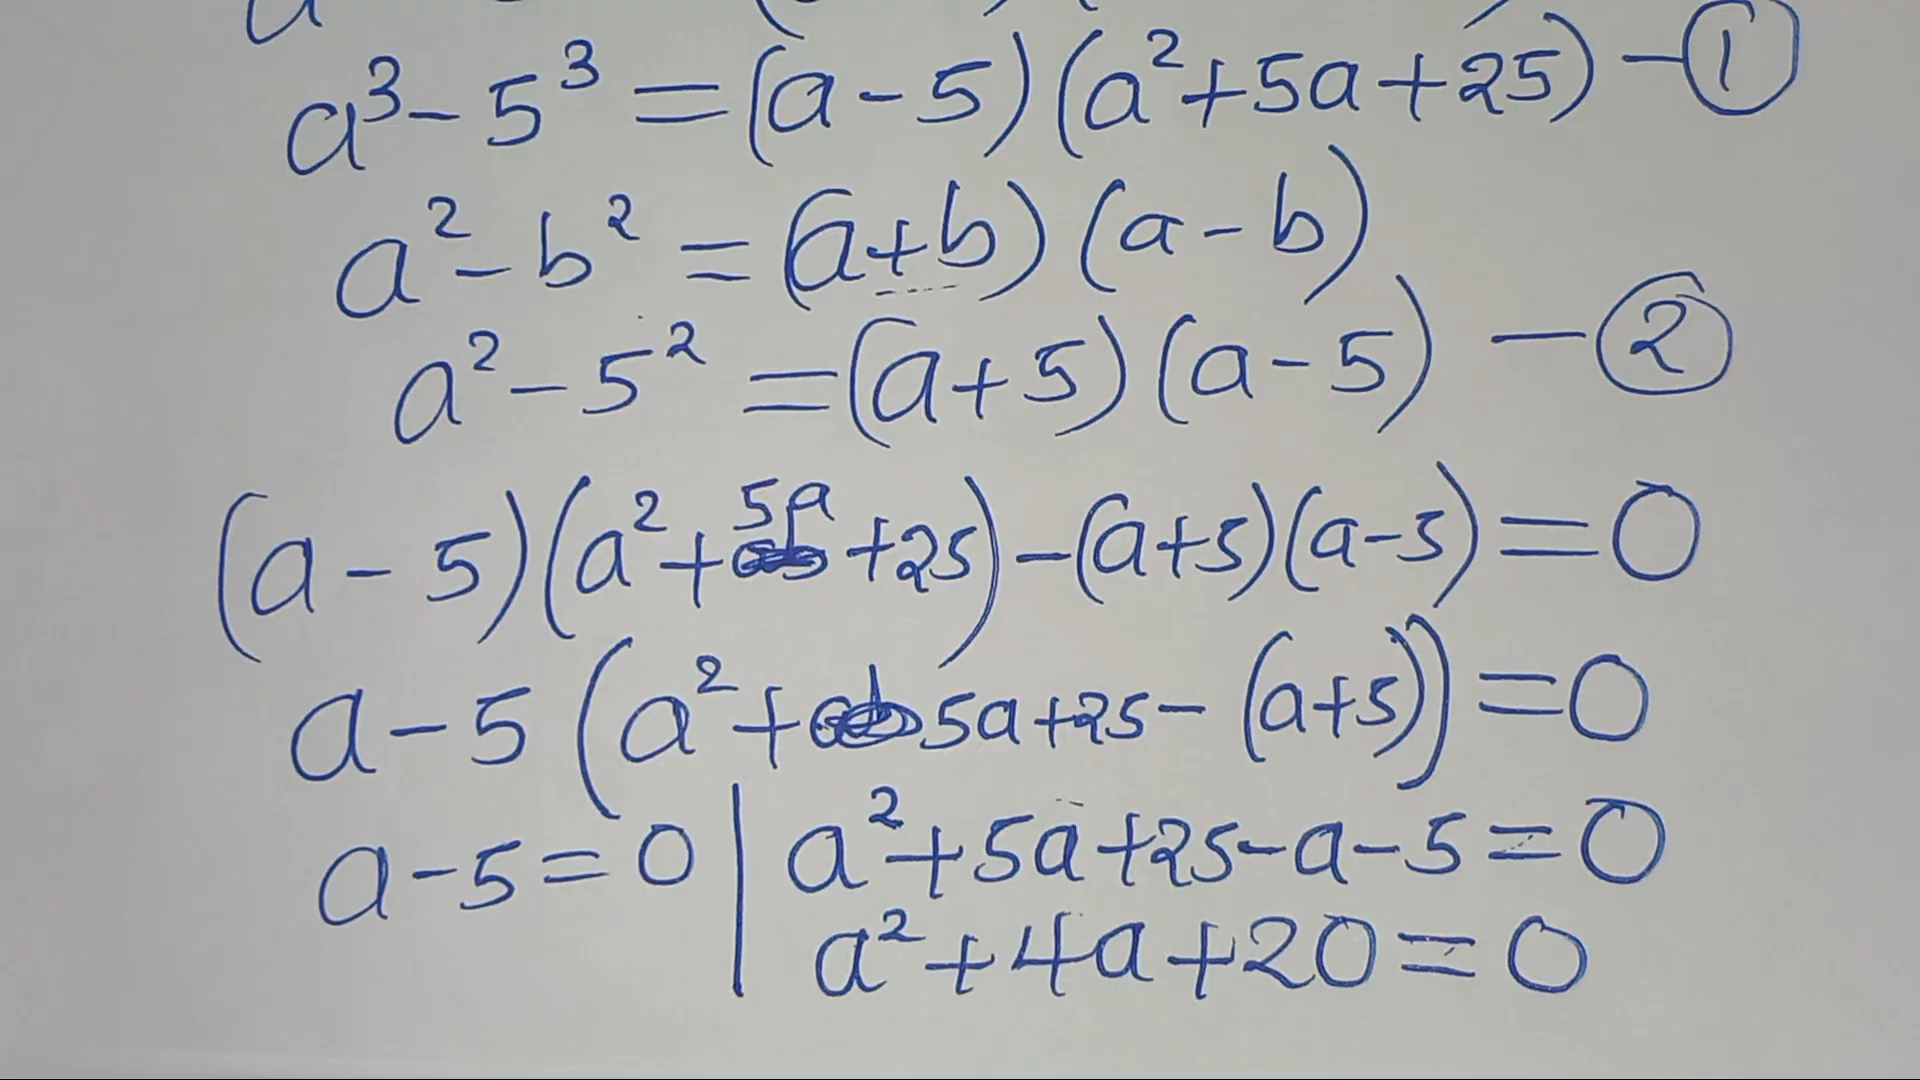 a³ - 5³ = (a - 5) (a² + 5a + 25) - ①
a² - b² = (a + b) (a - b)
a² - 5² = (a + 5) (a - 5) - ②
(a - 5) (a² + 5a + 25) - (a + 5) (a - 5) = 0
a - 5 (a² + 5a + 25 - (a + 5)) = 0
a - 5 = 0 | a² + 5a + 25 - a - 5 = 0
a² + 4a + 20 = 0